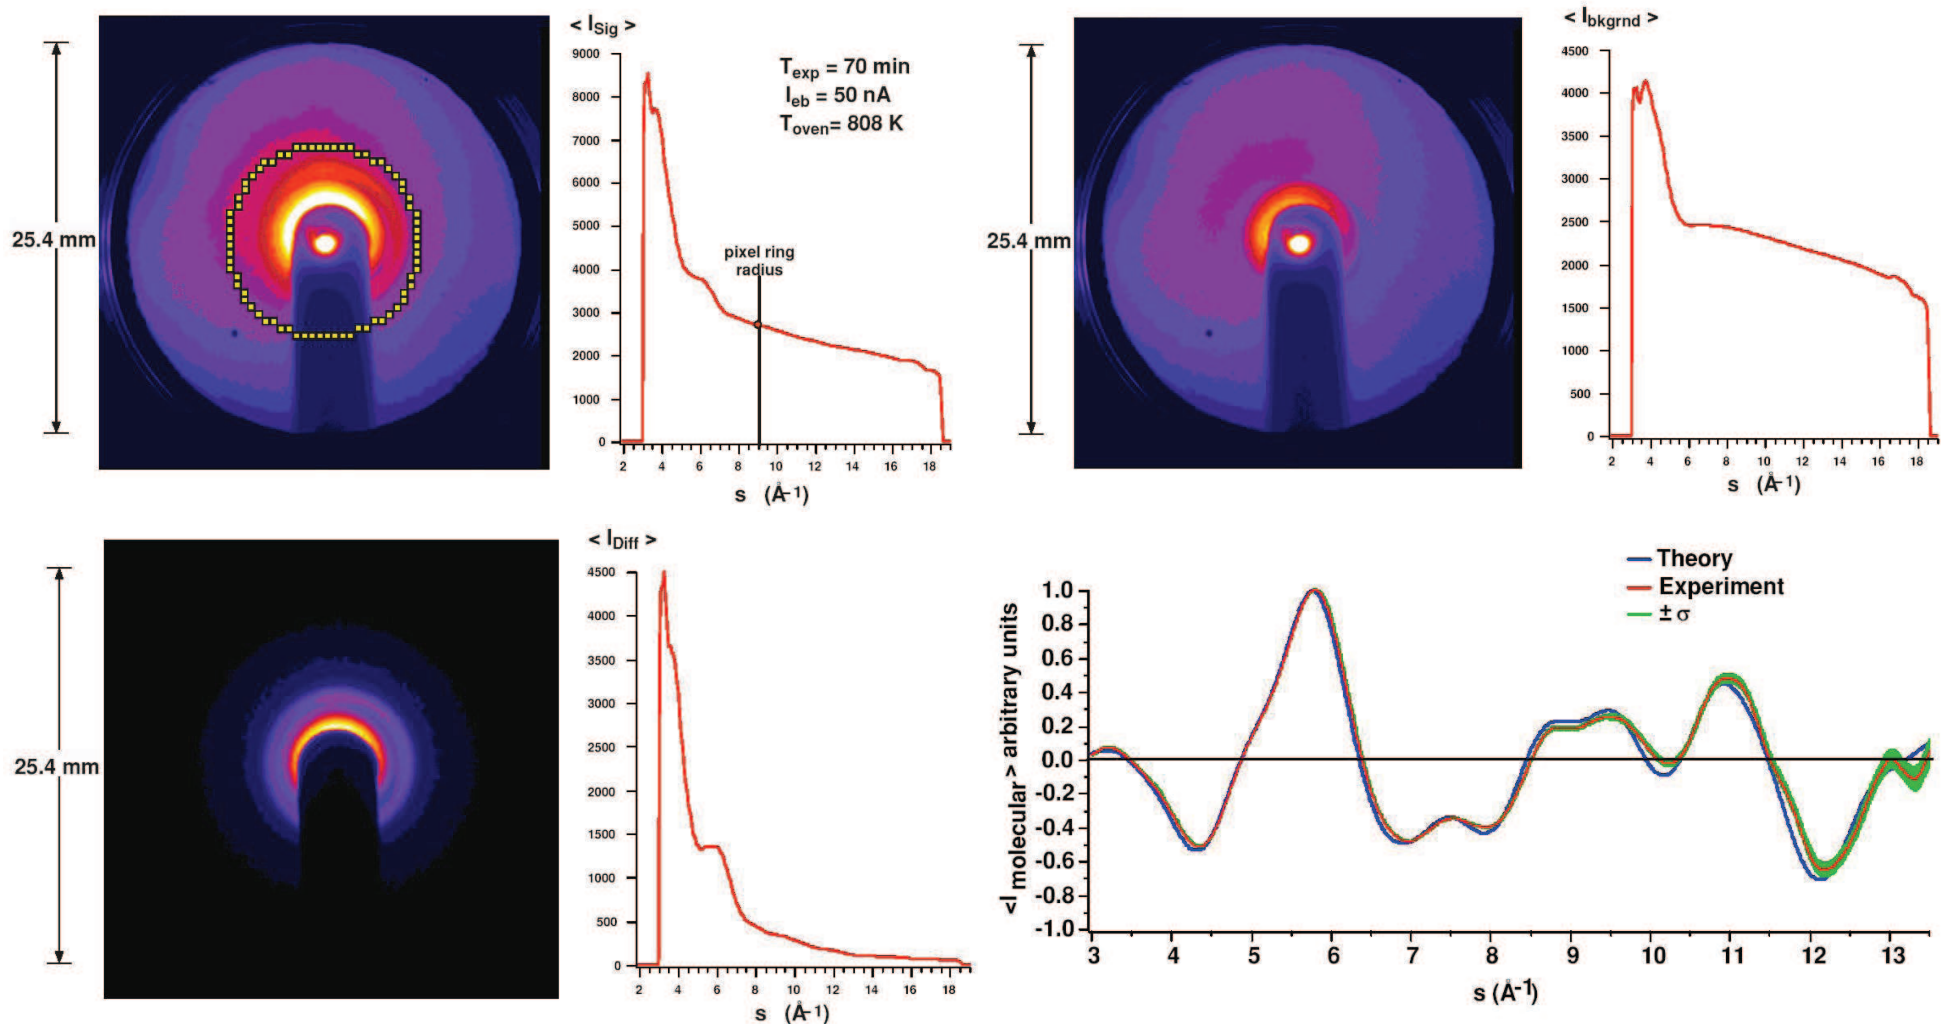 25.4 mm
< I_Sig >
9000
8000
7000
6000
5000
4000
3000
2000
1000
0
T_exp = 70 min
I_eb = 50 nA
T_oven= 808 K
pixel ring
radius
2 4 6 8 10 12 14 16 18
s (Å⁻¹)
25.4 mm
< I_bkgrnd >
4500
4000
3500
3000
2500
2000
1500
1000
500
0
2 4 6 8 10 12 14 16 18
s (Å⁻¹)
25.4 mm
< I_Diff >
4500
4000
3500
3000
2500
2000
1500
1000
500
0
2 4 6 8 10 12 14 16 18
s (Å⁻¹)
Theory
Experiment
± σ
<I_molecular> arbitrary units
1.0
0.8
0.6
0.4
0.2
0.0
-0.2
-0.4
-0.6
-0.8
-1.0
3 4 5 6 7 8 9 10 11 12 13
s (Å⁻¹)